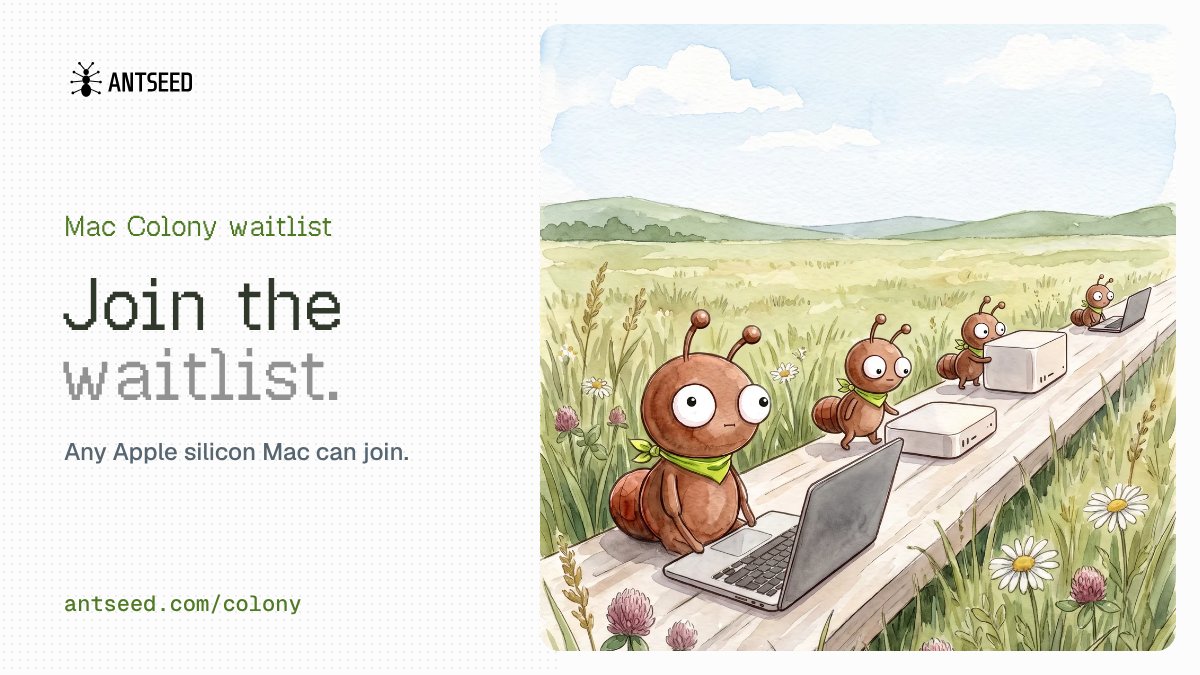 ANTSEED
Mac Colony waitlist
Join the
waitlist.
Any Apple silicon Mac can join.
antseed.com/colony